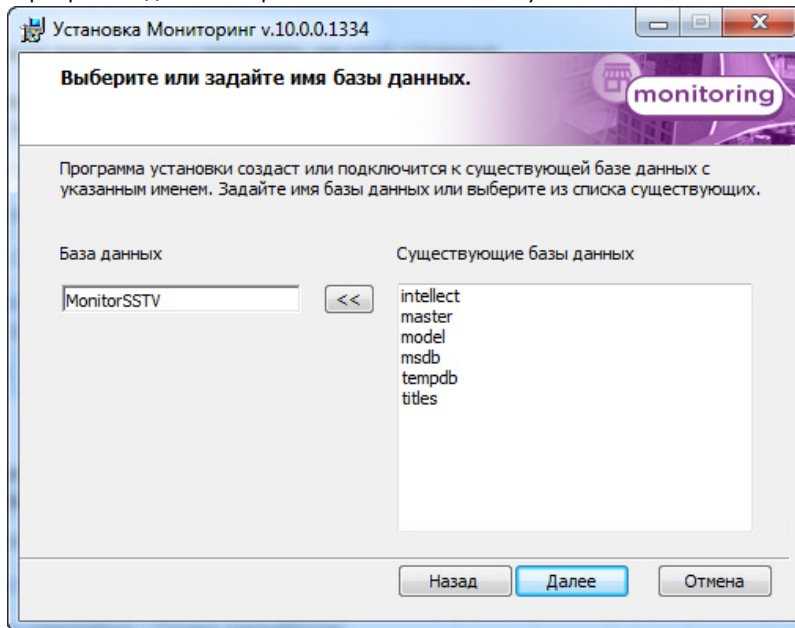 Установка Мониторинг v.10.0.0.1334
Выберите или задайте имя базы данных.
monitoring
Программа установки создаст или подключится к существующей базе данных с
указанным именем. Задайте имя базы данных или выберите из списка существующих.
База данных
Существующие базы данных
MonitorSSTV
<<
intellect
master
model
msdb
tempdb
titles
Назад
Далее
Отмена